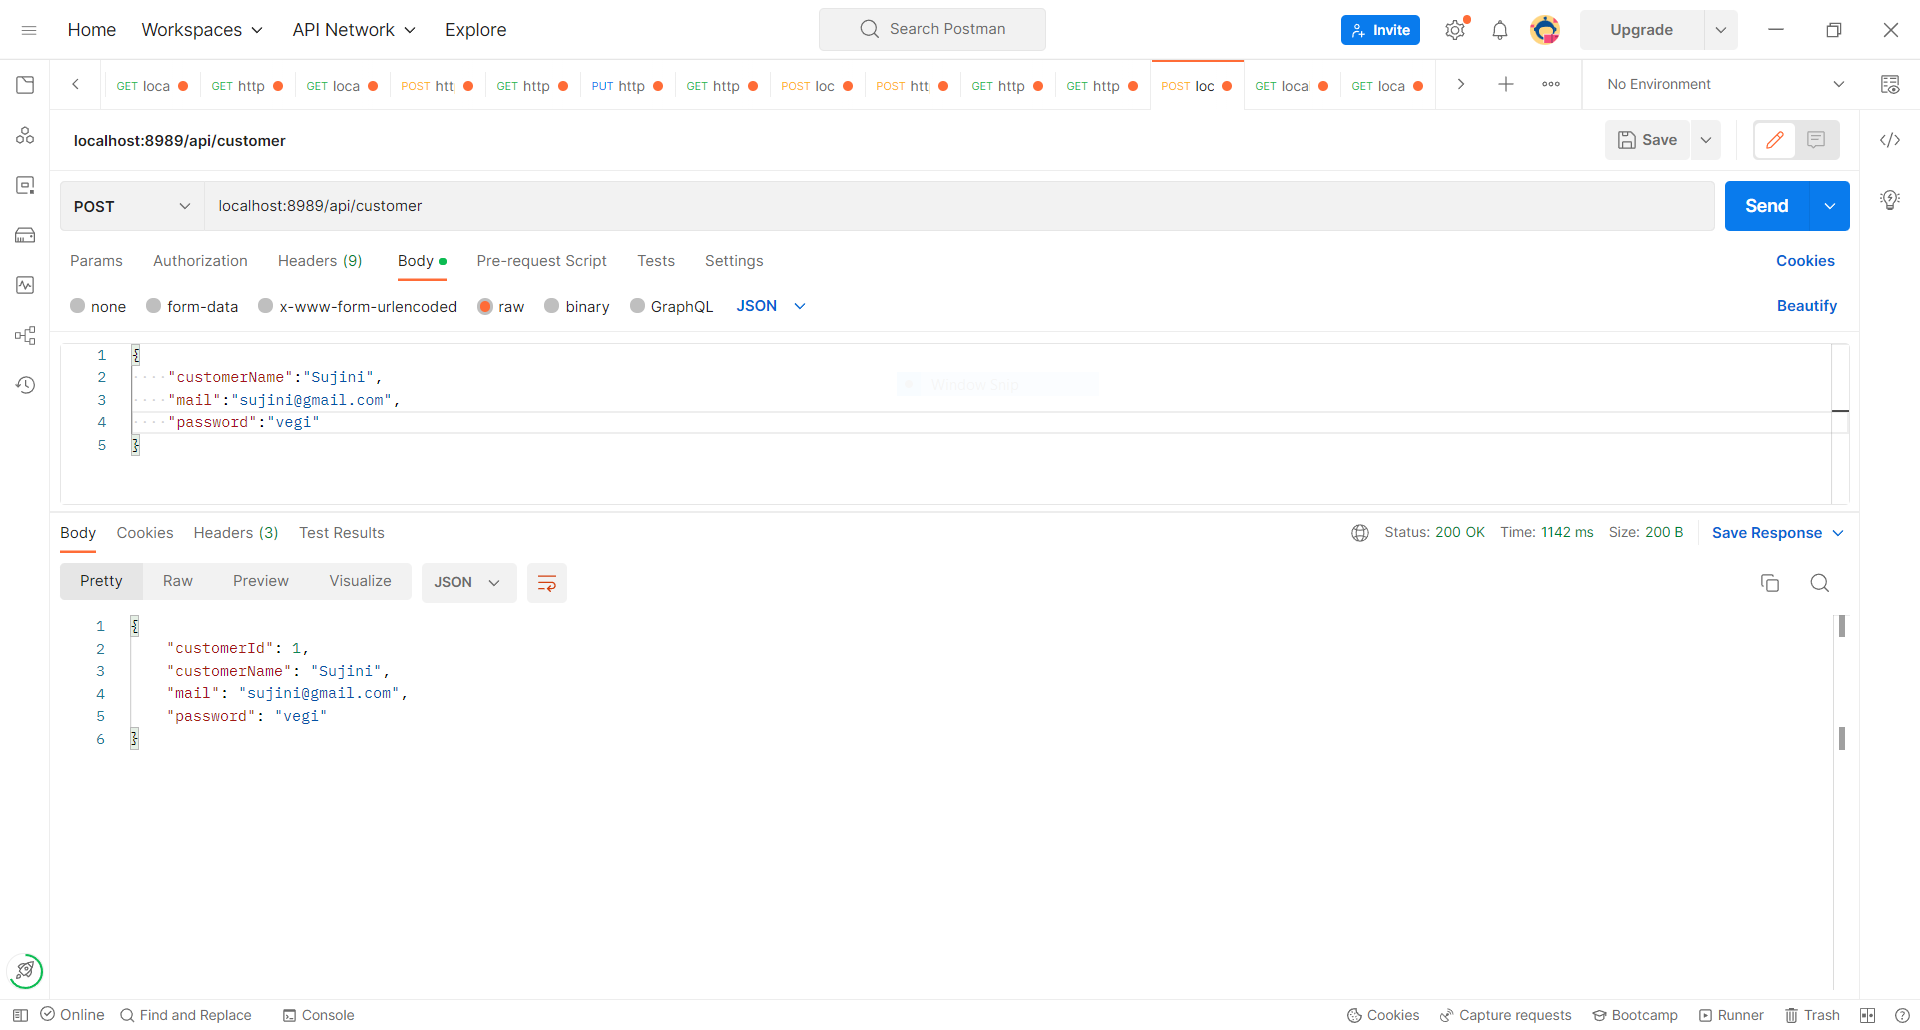 Home Workspaces API Network Explore Search Postman Invite Upgrade
GET loca GET http GET loca POST htt GET http PUT http GET http POST loc POST htt GET http GET http POST loc GET loca GET loca No Environment
localhost:8989/api/customer Save
POST localhost:8989/api/customer Send
Params Authorization Headers (9) Body Pre-request Script Tests Settings Cookies
none form-data x-www-form-urlencoded raw binary GraphQL JSON Beautify
1 {
2 "customerName":"Sujini",
Window Snip
3 "mail":"sujini@gmail.com",
4 "password":"vegi"
5 }
Body Cookies Headers (3) Test Results Status: 200 OK Time: 1142 ms Size: 200 B Save Response
Pretty Raw Preview Visualize JSON
1 {
2 "customerId": 1,
3 "customerName": "Sujini",
4 "mail": "sujini@gmail.com",
5 "password": "vegi"
6 }
Online Find and Replace Console Cookies Capture requests Bootcamp Runner Trash